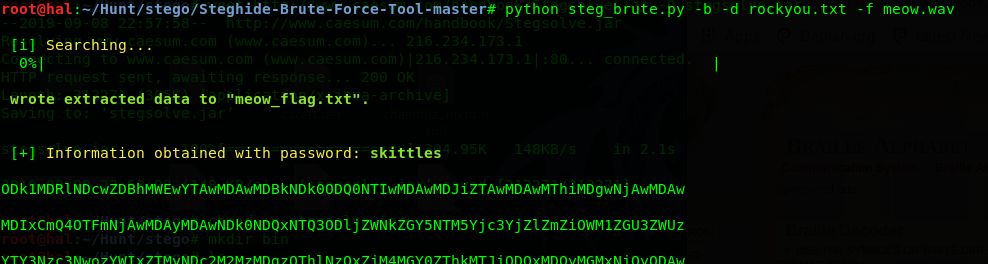 root@hal:~/Hunt/stego/Steghide-Brute-Force-Tool-master# python steg_brute.py -b -d rockyou.txt -f meow.wav
--2019-09-08 22:57:58-- http://www.caesum.com/handbook/stegsolve.jar
[i] Searching...
www.caesum.com (www.caesum.com)... 216.234.173.1
0%| |
Connecting to www.caesum.com (www.caesum.com)|216.234.173.1|:80... connected.
HTTP request sent, awaiting response... 200 OK
wrote extracted data to "meow_flag.txt".
Saving to: 'stegsolve.jar'
[+] Information obtained with password: skittles
148KB/s in 2.1s
ODk1MDRlNDcwZDBhMWEwYTAwMDAwMDBkNDk0ODQ0NTIwMDAwMDJiZTAwMDAwMThiMDgwNjAwMDAw
MDIxCmQ4OTFmNjAwMDAyMDAwNDk0NDQxNTQ3ODljZWNkZGY5NTM5Yjc3YjZlZmZiOWM1ZGU3ZWUz
root@hal:~/Hunt/stego# mkdir bin